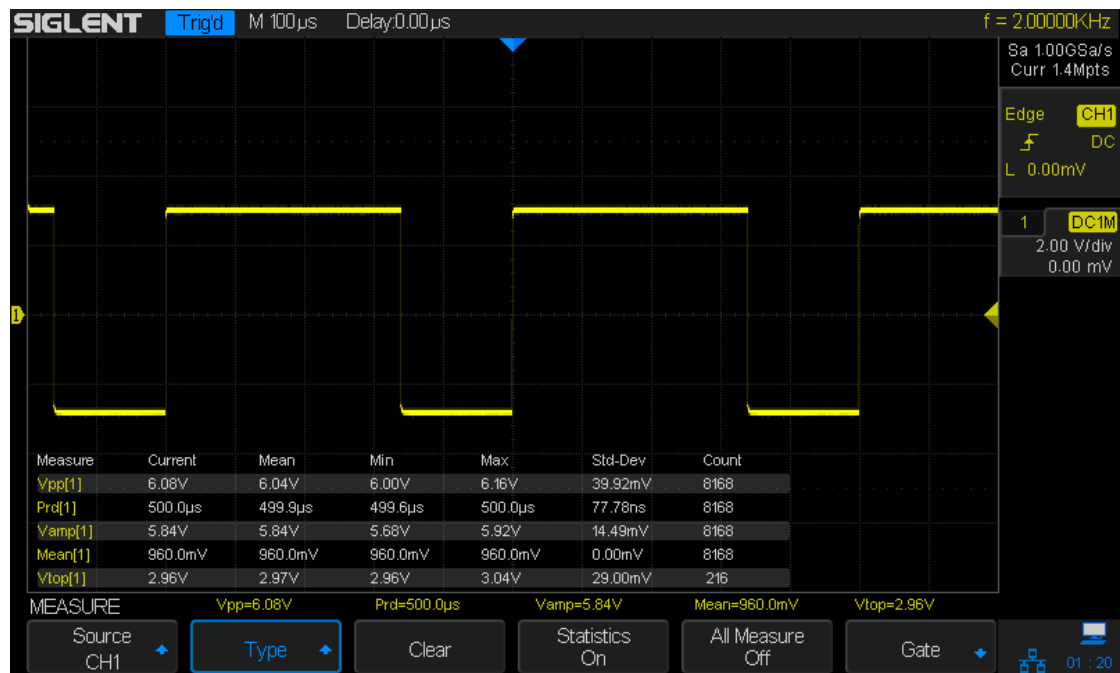 SIGLENT Trig'd M 100µs Delay:0.00µs f = 2.00000KHz
Sa 1.00GSa/s
Curr 1.4Mpts
Edge CH1
DC
L 0.00mV
1 DC1M
2.00 V/div
0.00 mV
1
Measure Current Mean Min Max Std-Dev Count
Vpp[1] 6.08V 6.04V 6.00V 6.16V 39.92mV 8168
Prd[1] 500.0µs 499.9µs 499.6µs 500.0µs 77.78ns 8168
Vamp[1] 5.84V 5.84V 5.68V 5.92V 14.49mV 8168
Mean[1] 960.0mV 960.0mV 960.0mV 960.0mV 0.00mV 8168
Vtop[1] 2.96V 2.97V 2.96V 3.04V 29.00mV 216
MEASURE Vpp=6.08V Prd=500.0µs Vamp=5.84V Mean=960.0mV Vtop=2.96V
Source
CH1
Type
Clear
Statistics
On
All Measure
Off
Gate
01 : 20